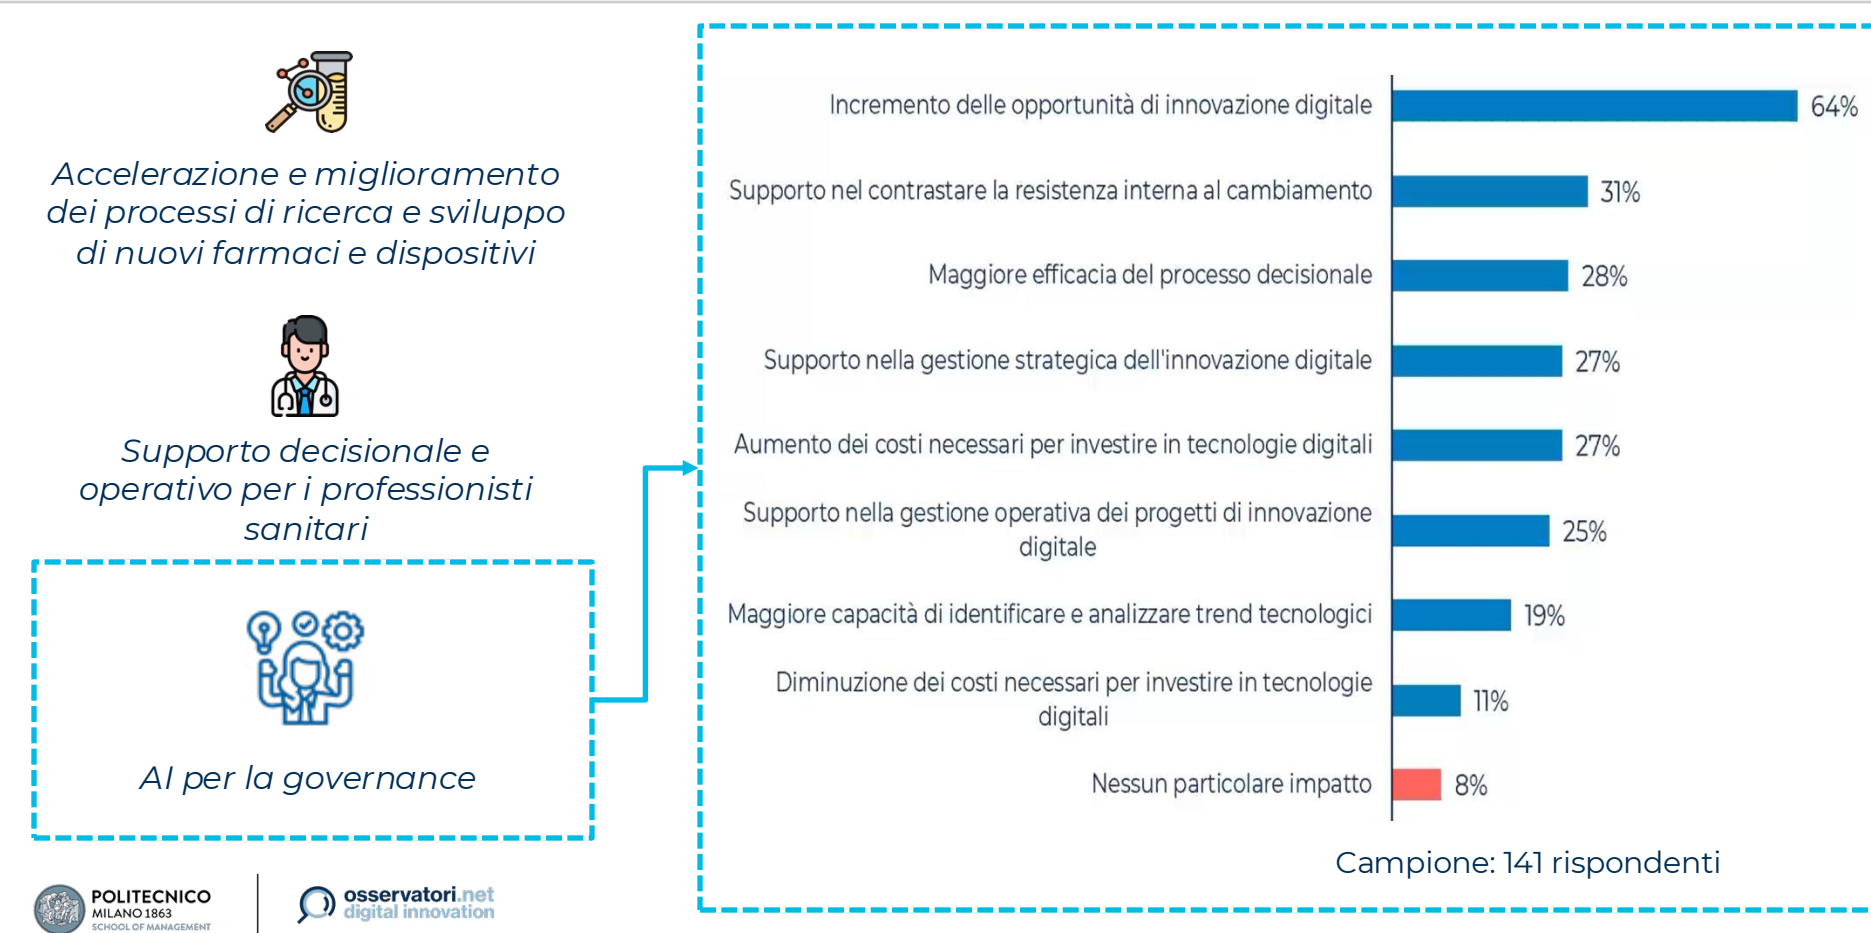 Accelerazione e miglioramento
dei processi di ricerca e sviluppo
di nuovi farmaci e dispositivi
Supporto decisionale e
operativo per i professionisti
sanitari
AI per la governance
Incremento delle opportunità di innovazione digitale 64%
Supporto nel contrastare la resistenza interna al cambiamento 31%
Maggiore efficacia del processo decisionale 28%
Supporto nella gestione strategica dell'innovazione digitale 27%
Aumento dei costi necessari per investire in tecnologie digitali 27%
Supporto nella gestione operativa dei progetti di innovazione
digitale 25%
Maggiore capacità di identificare e analizzare trend tecnologici 19%
Diminuzione dei costi necessari per investire in tecnologie
digitali 11%
Nessun particolare impatto 8%
Campione: 141 rispondenti
POLITECNICO
MILANO 1863
SCHOOL OF MANAGEMENT
osservatori.net
digital innovation